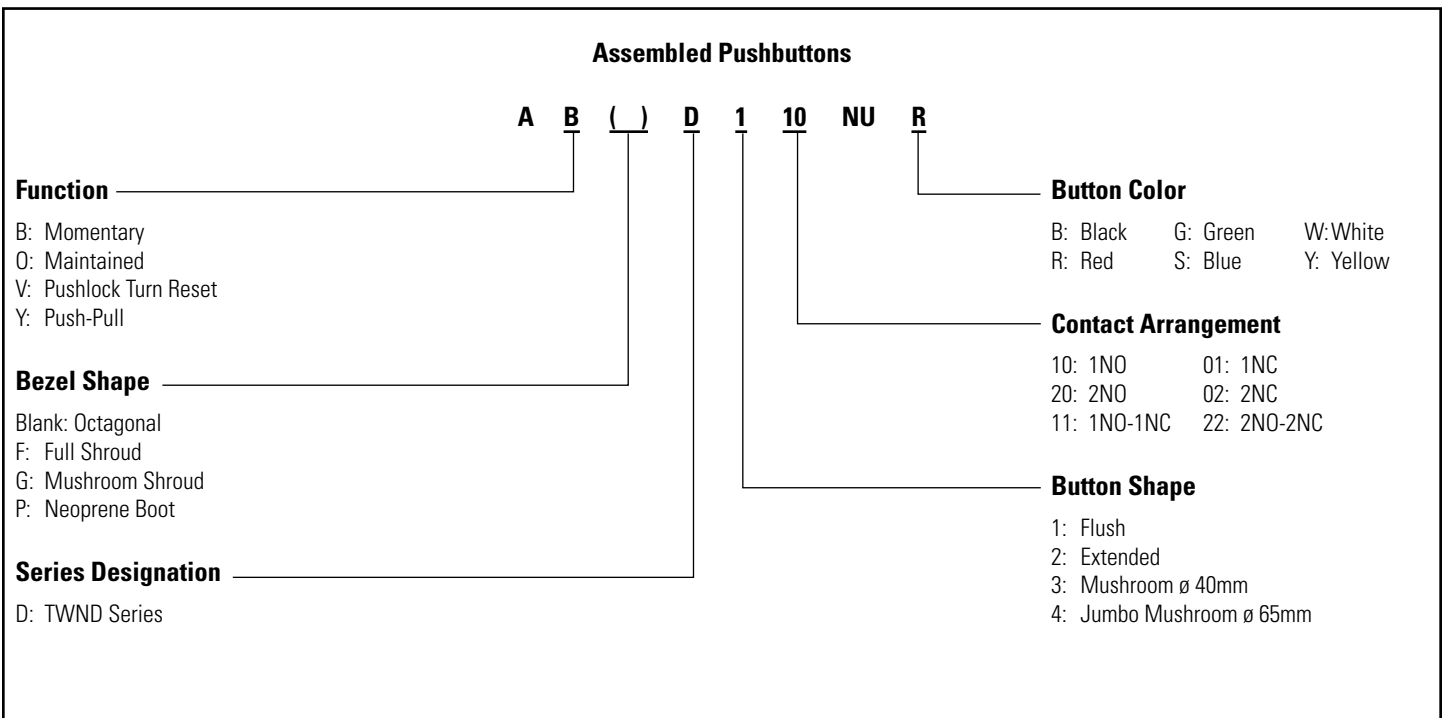 Assembled Pushbuttons
A B ( ) D 1 10 NU R
Function
B: Momentary
O: Maintained
V: Pushlock Turn Reset
Y: Push-Pull
Bezel Shape
Blank: Octagonal
F: Full Shroud
G: Mushroom Shroud
P: Neoprene Boot
Series Designation
D: TWND Series
Button Color
B: Black G: Green W: White
R: Red S: Blue Y: Yellow
Contact Arrangement
10: 1NO 01: 1NC
20: 2NO 02: 2NC
11: 1NO-1NC 22: 2NO-2NC
Button Shape
1: Flush
2: Extended
3: Mushroom ø 40mm
4: Jumbo Mushroom ø 65mm